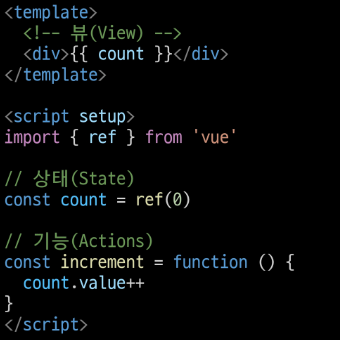 <template>
  <!-- 뷰(View) -->
  <div>{{ count }}</div>
</template>

<script setup>
import { ref } from 'vue'

// 상태(State)
const count = ref(0)

// 기능(Actions)
const increment = function () {
  count.value++
}
</script>